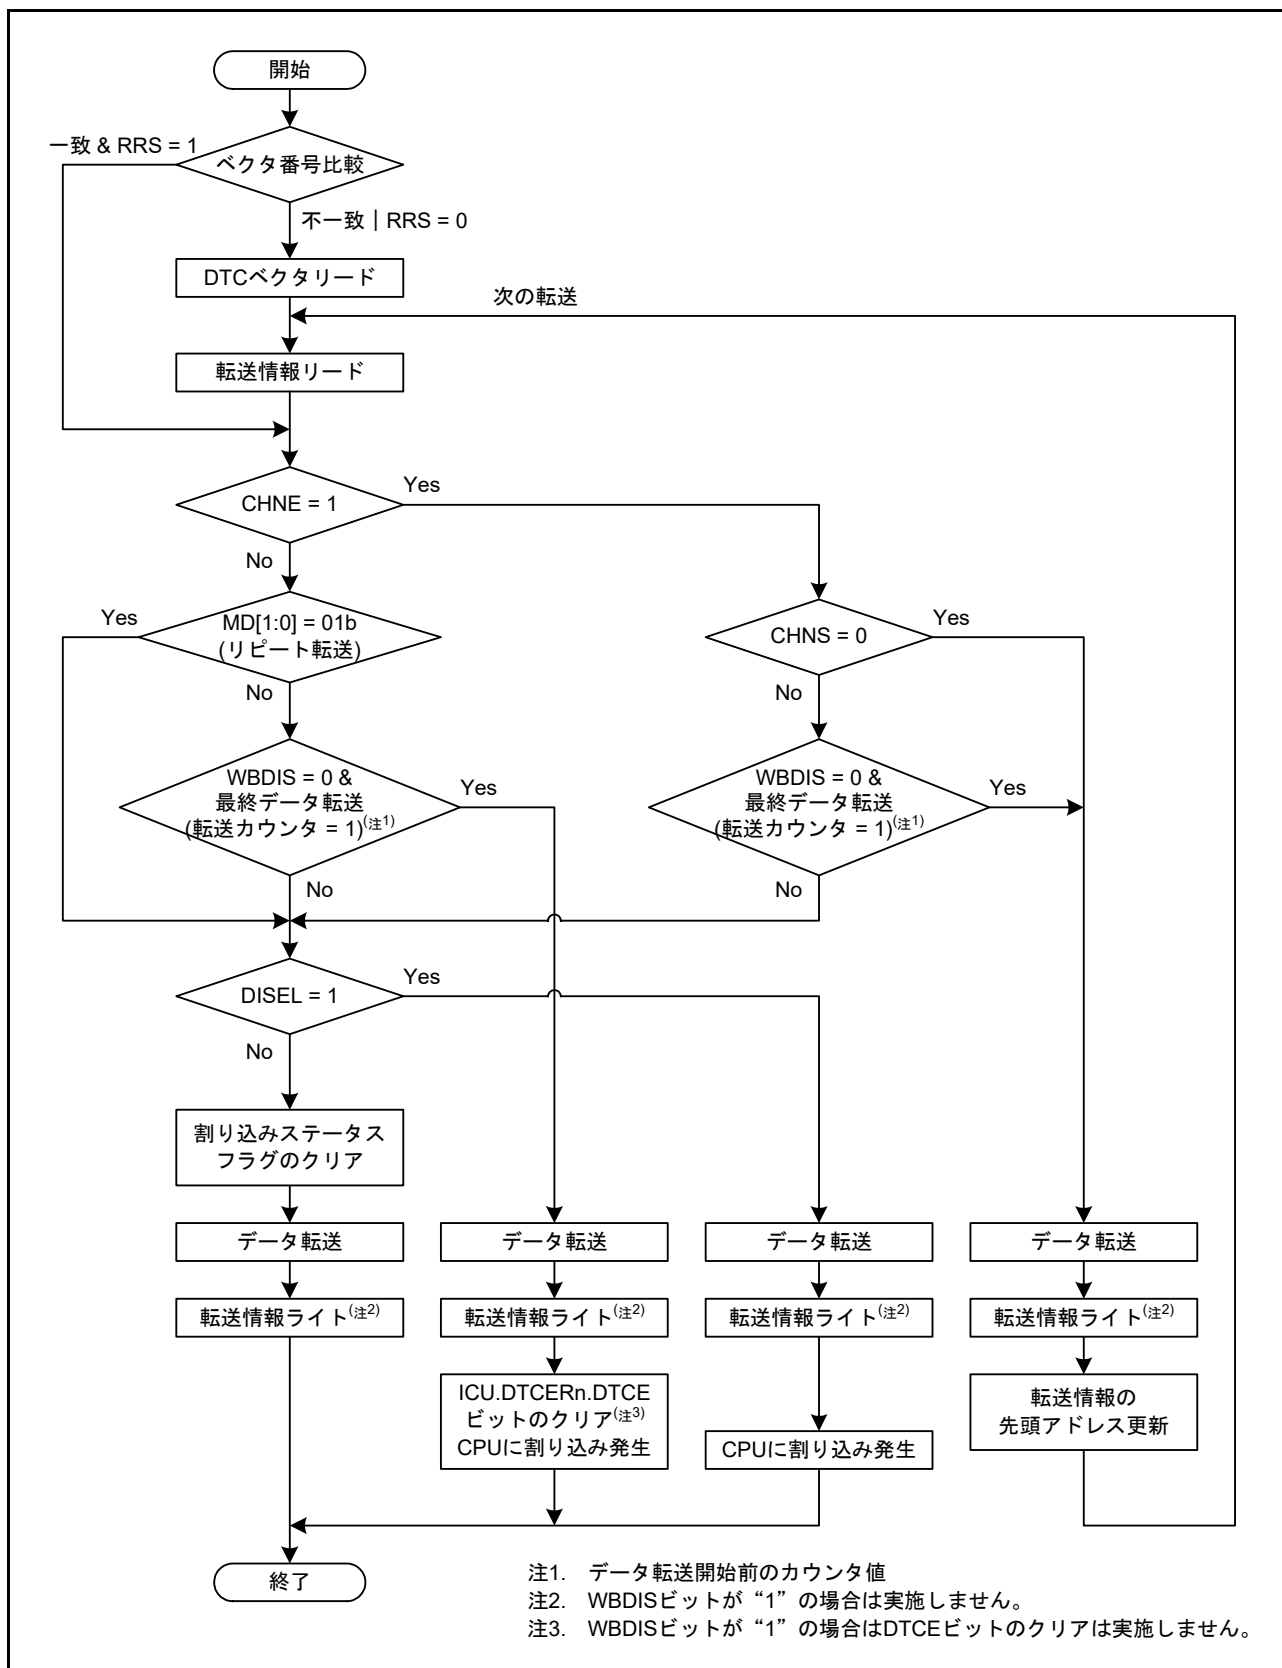 開始
一致 & RRS = 1
ベクタ番号比較
不一致｜RRS = 0
DTCベクタリード
次の転送
転送情報リード
CHNE = 1
Yes
No
Yes
MD[1:0] = 01b
(リピート転送)
CHNS = 0
Yes
No
No
WBDIS = 0 &
最終データ転送
(転送カウンタ = 1)(注1)
Yes
WBDIS = 0 &
最終データ転送
(転送カウンタ = 1)(注1)
Yes
No
No
DISEL = 1
Yes
No
割り込みステータス
フラグのクリア
データ転送
データ転送
データ転送
データ転送
転送情報ライト(注2)
転送情報ライト(注2)
転送情報ライト(注2)
転送情報ライト(注2)
ICU.DTCERn.DTCE
ビットのクリア(注3)
CPUに割り込み発生
CPUに割り込み発生
転送情報の
先頭アドレス更新
終了
注1. データ転送開始前のカウンタ値
注2. WBDISビットが“1”の場合は実施しません。
注3. WBDISビットが“1”の場合はDTCEビットのクリアは実施しません。